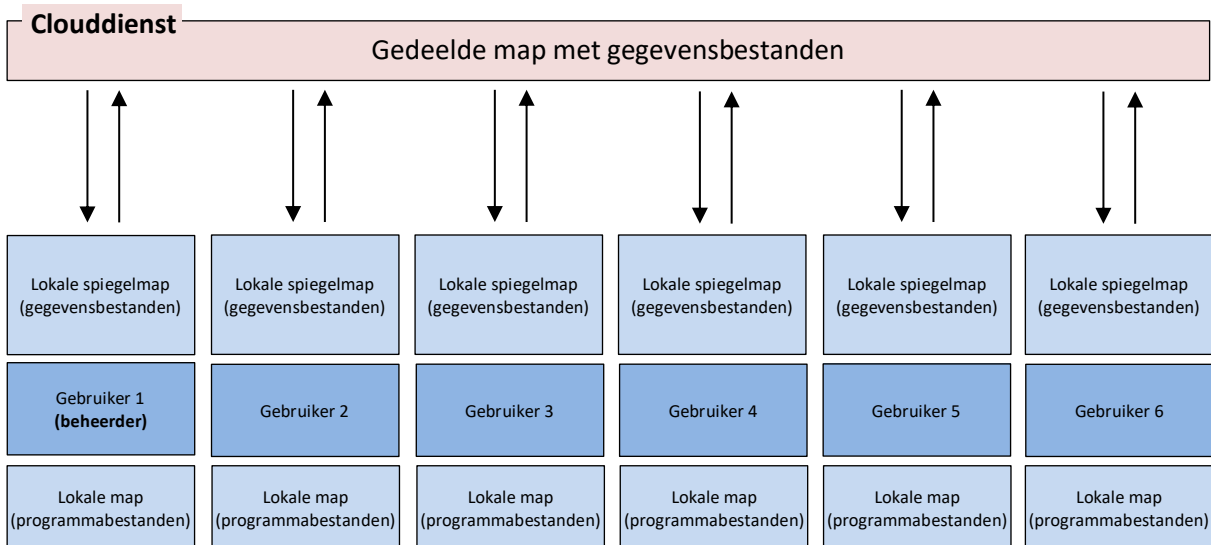 Clouddienst
Gedeelde map met gegevensbestanden
Lokale spiegelmap
(gegevensbestanden)
Lokale spiegelmap
(gegevensbestanden)
Lokale spiegelmap
(gegevensbestanden)
Lokale spiegelmap
(gegevensbestanden)
Lokale spiegelmap
(gegevensbestanden)
Lokale spiegelmap
(gegevensbestanden)
Gebruiker 1
(beheerder)
Gebruiker 2
Gebruiker 3
Gebruiker 4
Gebruiker 5
Gebruiker 6
Lokale map
(programmabestanden)
Lokale map
(programmabestanden)
Lokale map
(programmabestanden)
Lokale map
(programmabestanden)
Lokale map
(programmabestanden)
Lokale map
(programmabestanden)